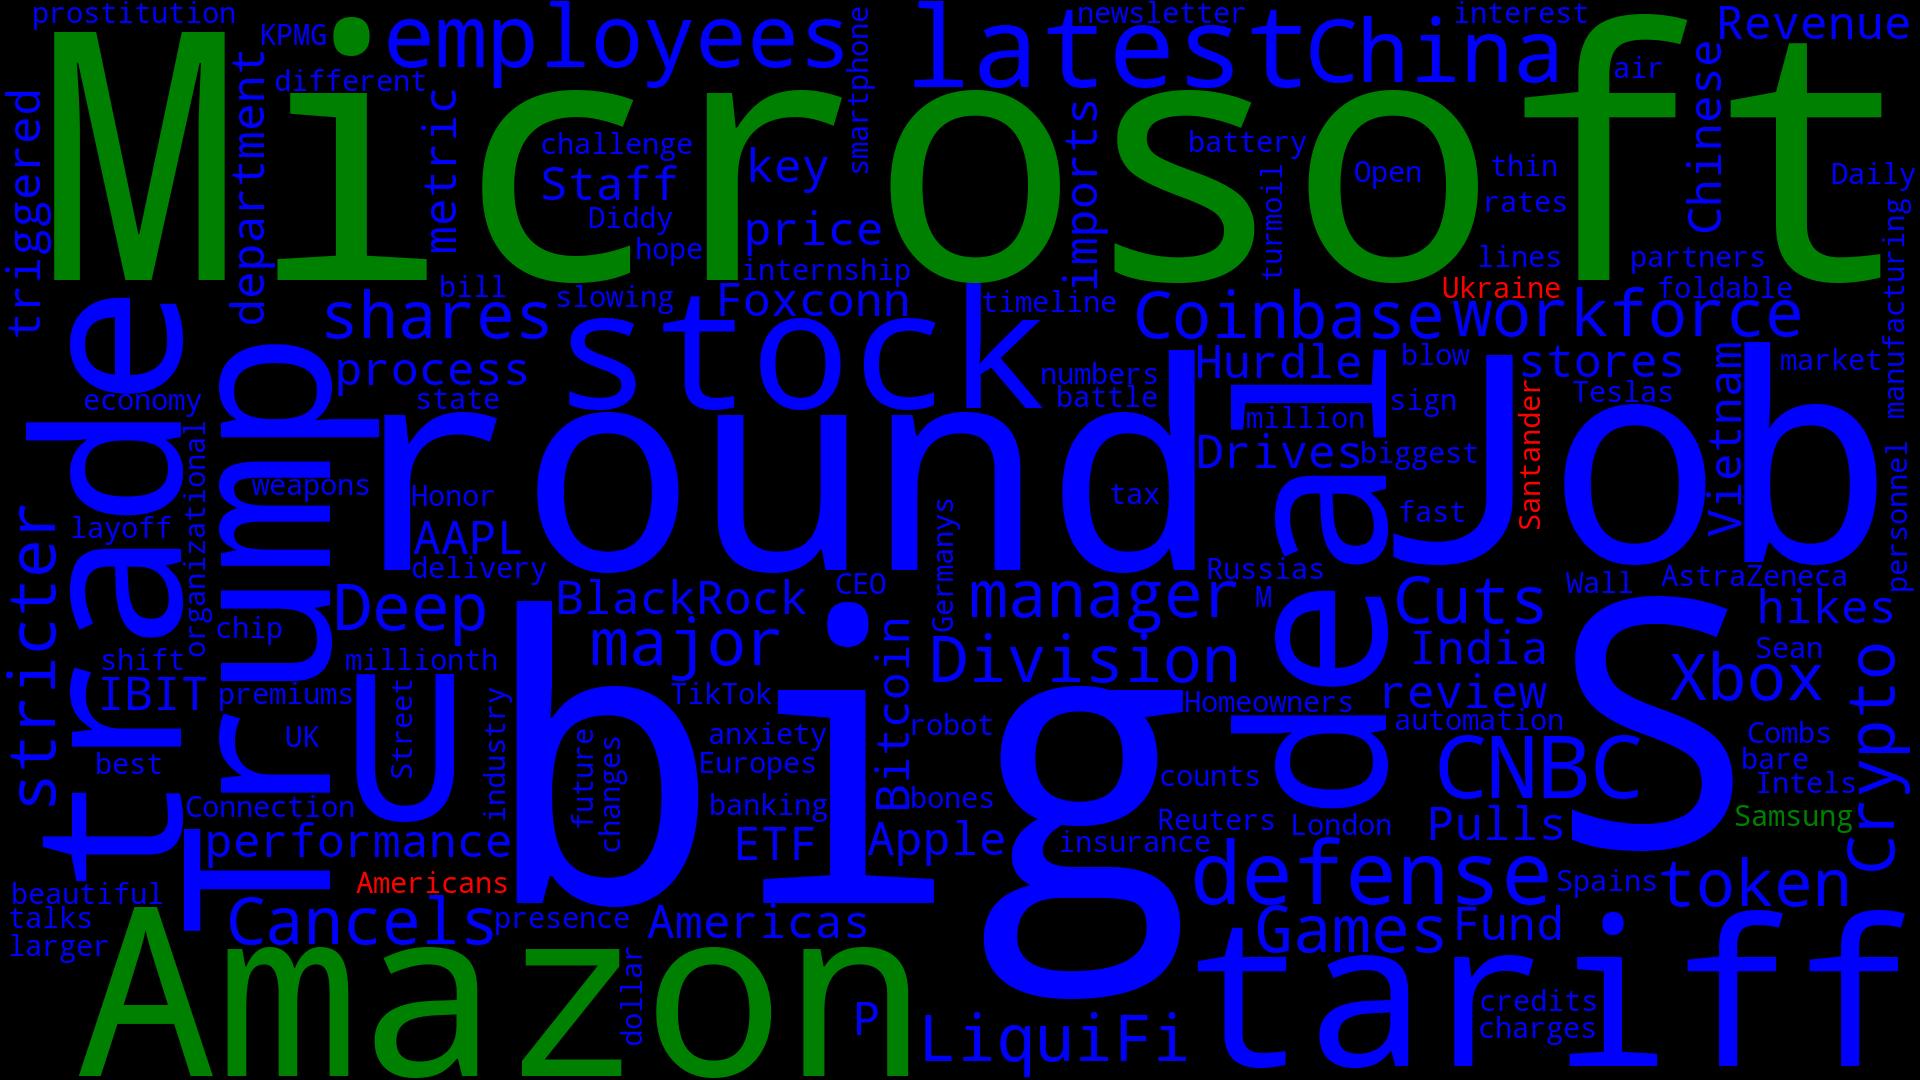 prostitution
KPMG
employees
latest
newsletter
China
interest
Revenue
Microsoft
different
smartphone
air
Chinese
triggered
department
metric
challenge
Staff
key
imports
battery
Open
thin
Daily
Diddy
price
turmoil
rates
hope
internship
lines
partners
manufacturing
bill
slowing
Foxconn
timeline
Ukraine
foldable
shares
stock
Coinbase
workforce
process
numbers
Hurdle
blow
stores
Vietnam
market
trade
Trump
economy
state
battle
million
sign
Santander
Teslas
round
deal
Job
organizational
weapons
Honor
tax
Drives
biggest
personnel
layoff
AAPL
fast
stricter
delivery
Germanys
Russias
Wall
AstraZeneca
Deep
BlackRock
CEO
manager
M
Cuts
hikes
chip
major
Bitcoin
Division
India
Sean
shift
millionth
Xbox
Crypto
IBIT
premiums
TikTok
Homeowners
review
S
U
Street
industry
big
UK
future
changes
anxiety
robot
automation
Combs
best
Europes
counts
CNBC
bare
Intels
Connection
banking
bones
Reuters
London
Pulls
Samsung
performance
ETF
Apple
insurance
Americans
defense
Spains
token
beautiful
talks
Cancels
presence
Americas
Games
Fund
larger
Amazon
dollar
P
LiquiFi
tariff
credits
charges